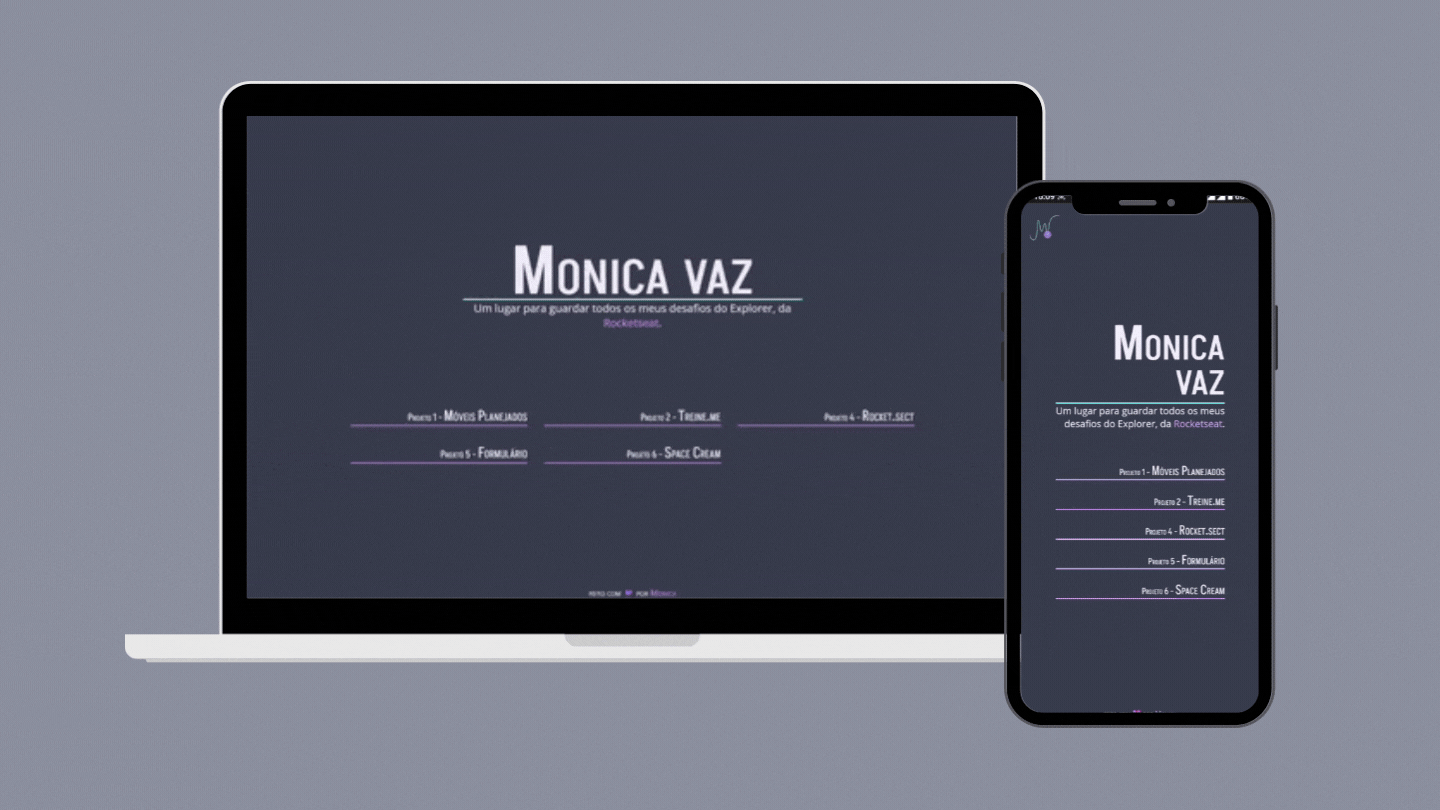 Monica vaz
Um lugar para guardar todos os meus desafios do Explorer, da
Rocketseat.
Projeto 1 - Móveis Planejados
Projeto 2 - Treine.me
Projeto 4 - Rocket.sect
Projeto 5 - Formulário
Projeto 6 - Space Cream
feito com 💜 por Monica
Monica
vaz
Um lugar para guardar todos os meus
desafios do Explorer, da Rocketseat.
Projeto 1 - Móveis Planejados
Projeto 2 - Treine.me
Projeto 4 - Rocket.sect
Projeto 5 - Formulário
Projeto 6 - Space Cream